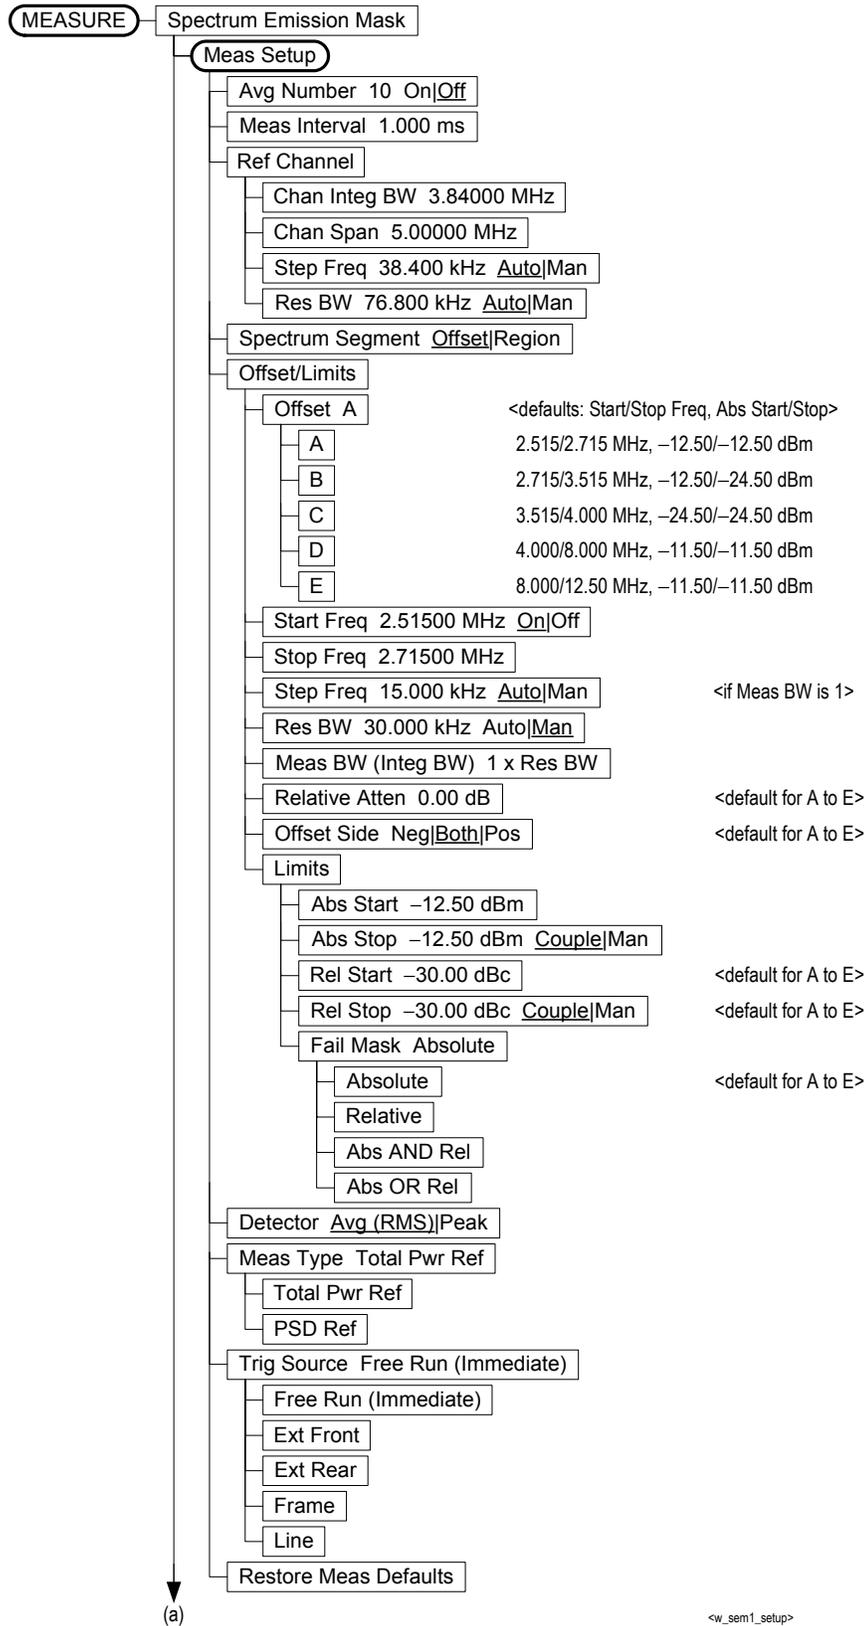 MEASURE Spectrum Emission Mask
Meas Setup
Avg Number 10 On|Off
Meas Interval 1.000 ms
Ref Channel
Chan Integ BW 3.84000 MHz
Chan Span 5.00000 MHz
Step Freq 38.400 kHz Auto|Man
Res BW 76.800 kHz Auto|Man
Spectrum Segment Offset|Region
Offset/Limits
Offset A <defaults: Start/Stop Freq, Abs Start/Stop>
A 2.515/2.715 MHz, −12.50/−12.50 dBm
B 2.715/3.515 MHz, −12.50/−24.50 dBm
C 3.515/4.000 MHz, −24.50/−24.50 dBm
D 4.000/8.000 MHz, −11.50/−11.50 dBm
E 8.000/12.50 MHz, −11.50/−11.50 dBm
Start Freq 2.51500 MHz On|Off
Stop Freq 2.71500 MHz
Step Freq 15.000 kHz Auto|Man <if Meas BW is 1>
Res BW 30.000 kHz Auto|Man
Meas BW (Integ BW) 1 x Res BW
Relative Atten 0.00 dB <default for A to E>
Offset Side Neg|Both|Pos <default for A to E>
Limits
Abs Start −12.50 dBm
Abs Stop −12.50 dBm Couple|Man
Rel Start −30.00 dBc <default for A to E>
Rel Stop −30.00 dBc Couple|Man <default for A to E>
Fail Mask Absolute
Absolute <default for A to E>
Relative
Abs AND Rel
Abs OR Rel
Detector Avg (RMS)|Peak
Meas Type Total Pwr Ref
Total Pwr Ref
PSD Ref
Trig Source Free Run (Immediate)
Free Run (Immediate)
Ext Front
Ext Rear
Frame
Line
Restore Meas Defaults
(a) <w_sem1_setup>